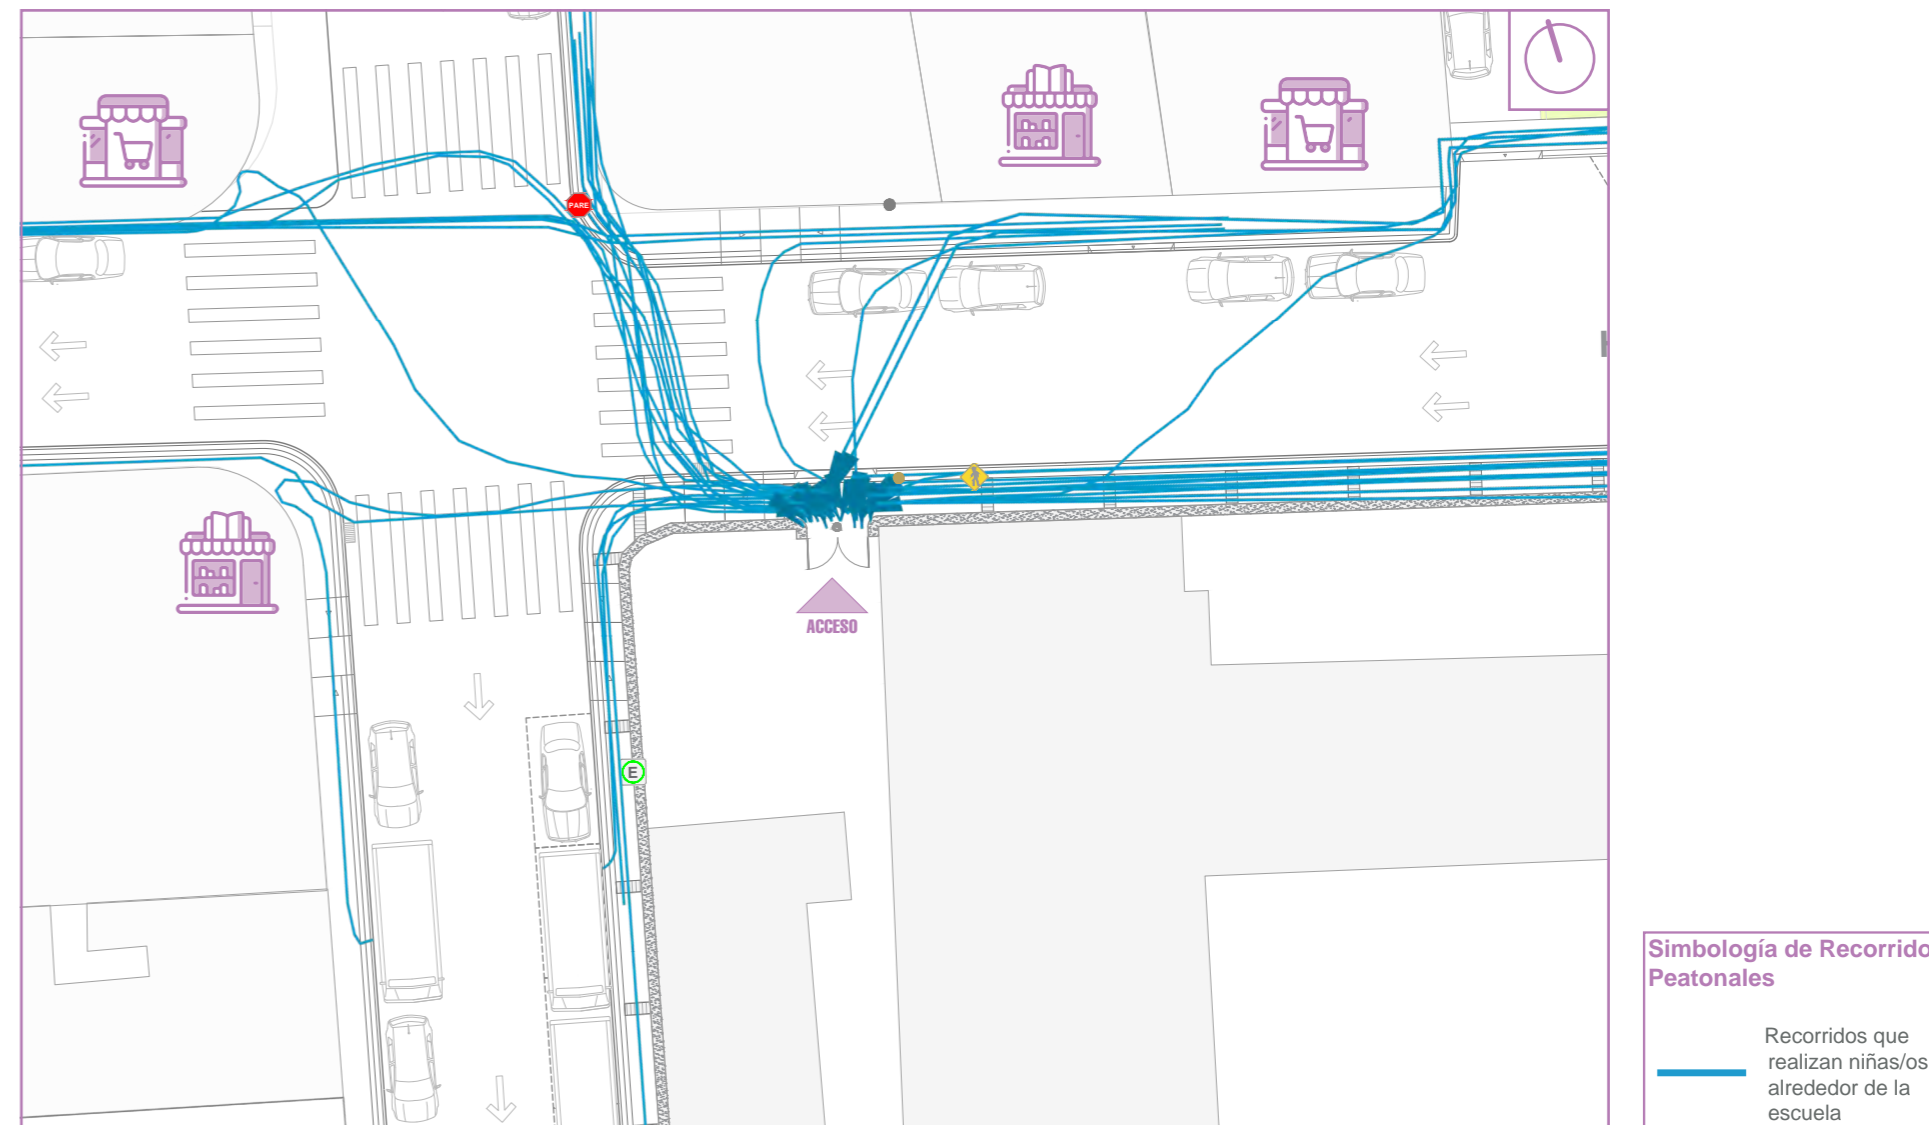 PARE
E
ACCESO
Simbología de Recorrido
Peatonales
Recorridos que
realizan niñas/os
alrededor de la
escuela